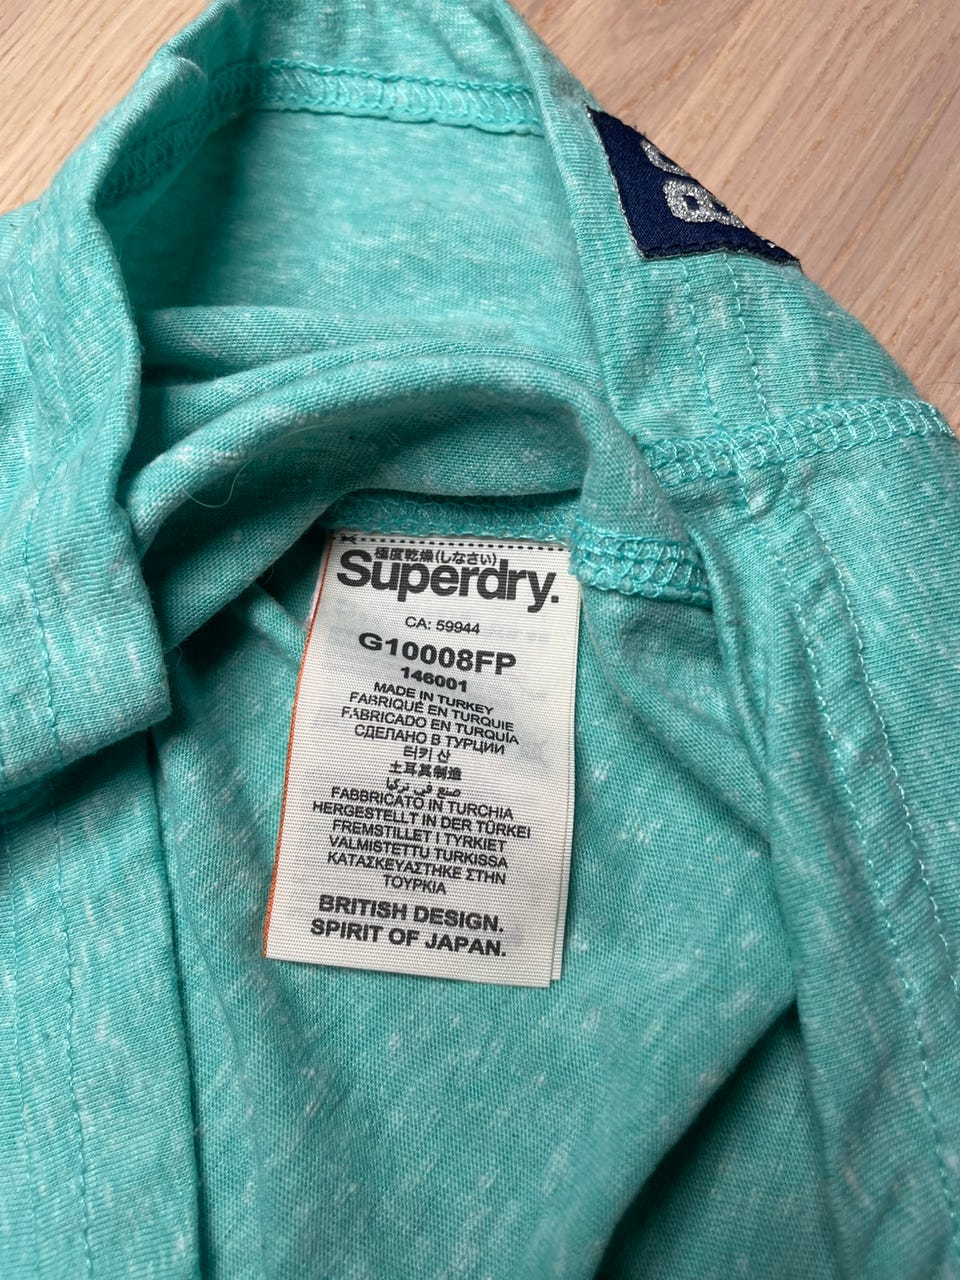 極度乾燥(しなさい)
Superdry.
CA: 59944
G10008FP
146001
MADE IN TURKEY
FABRIQUÉ EN TURQUIE
FABRICADO EN TURQUÍA
СДЕЛАНО В ТУРЦИИ
터키 산
土耳其制造
صنع في تركيا
FABBRICATO IN TURCHIA
HERGESTELLT IN DER TÜRKEI
FREMSTILLET I TYRKIET
VALMISTETTU TURKISSA
ΚΑΤΑΣΚΕΥΑΣΤΗΚΕ ΣΤΗΝ
ΤΟΥΡΚΙΑ
BRITISH DESIGN.
SPIRIT OF JAPAN.